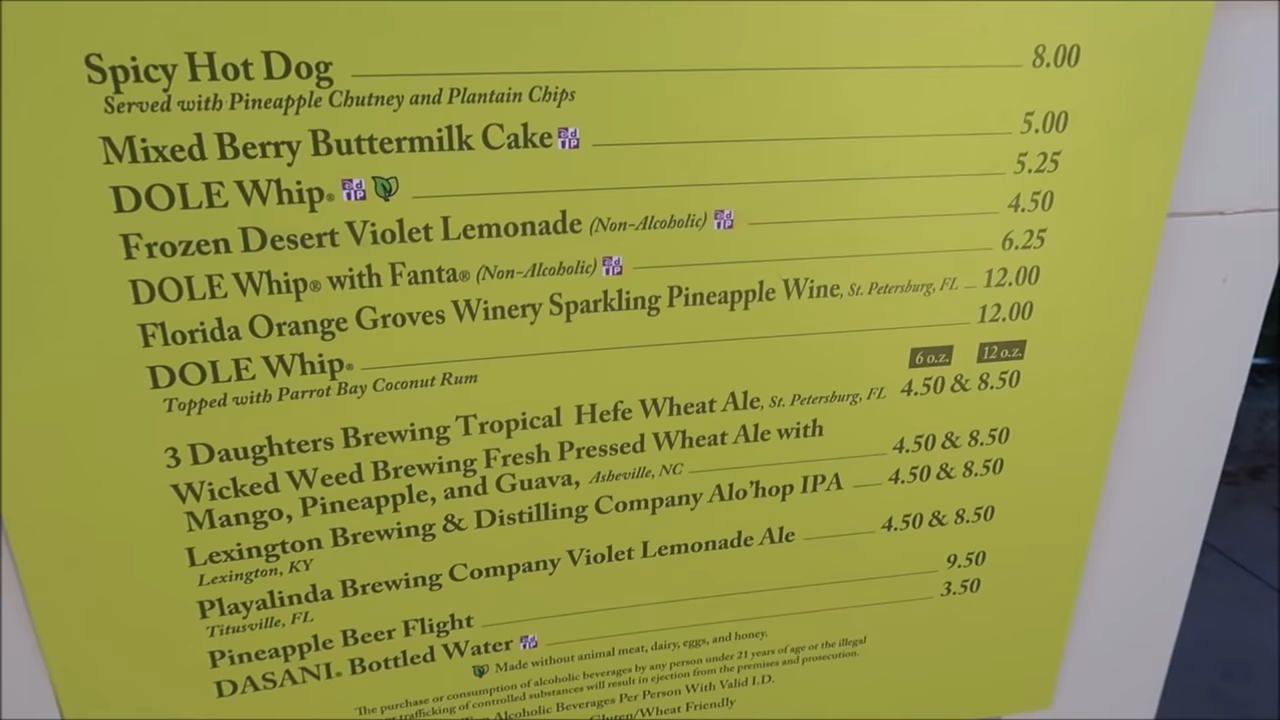 Spicy Hot Dog 8.00
Served with Pineapple Chutney and Plantain Chips
Mixed Berry Buttermilk Cake 5.00
DOLE Whip® 5.25
Frozen Desert Violet Lemonade (Non-Alcoholic) 4.50
DOLE Whip® with Fanta® (Non-Alcoholic) 6.25
Florida Orange Groves Winery Sparkling Pineapple Wine, St. Petersburg, FL 12.00
DOLE Whip® 12.00
Topped with Parrot Bay Coconut Rum
6 o.z. 12 o.z.
3 Daughters Brewing Tropical Hefe Wheat Ale, St. Petersburg, FL 4.50 & 8.50
Wicked Weed Brewing Fresh Pressed Wheat Ale with
Mango, Pineapple, and Guava, Asheville, NC 4.50 & 8.50
Lexington Brewing & Distilling Company Alo'hop IPA 4.50 & 8.50
Lexington, KY
Playalinda Brewing Company Violet Lemonade Ale 4.50 & 8.50
Titusville, FL
Pineapple Beer Flight 9.50
DASANI® Bottled Water 3.50
Made without animal meat, dairy, eggs, and honey.
The purchase or consumption of alcoholic beverages by any person under 21 years of age or the illegal
or trafficking of controlled substances will result in ejection from the premises and prosecution.
Alcoholic Beverages Per Person With Valid I.D.
Gluten/Wheat Friendly